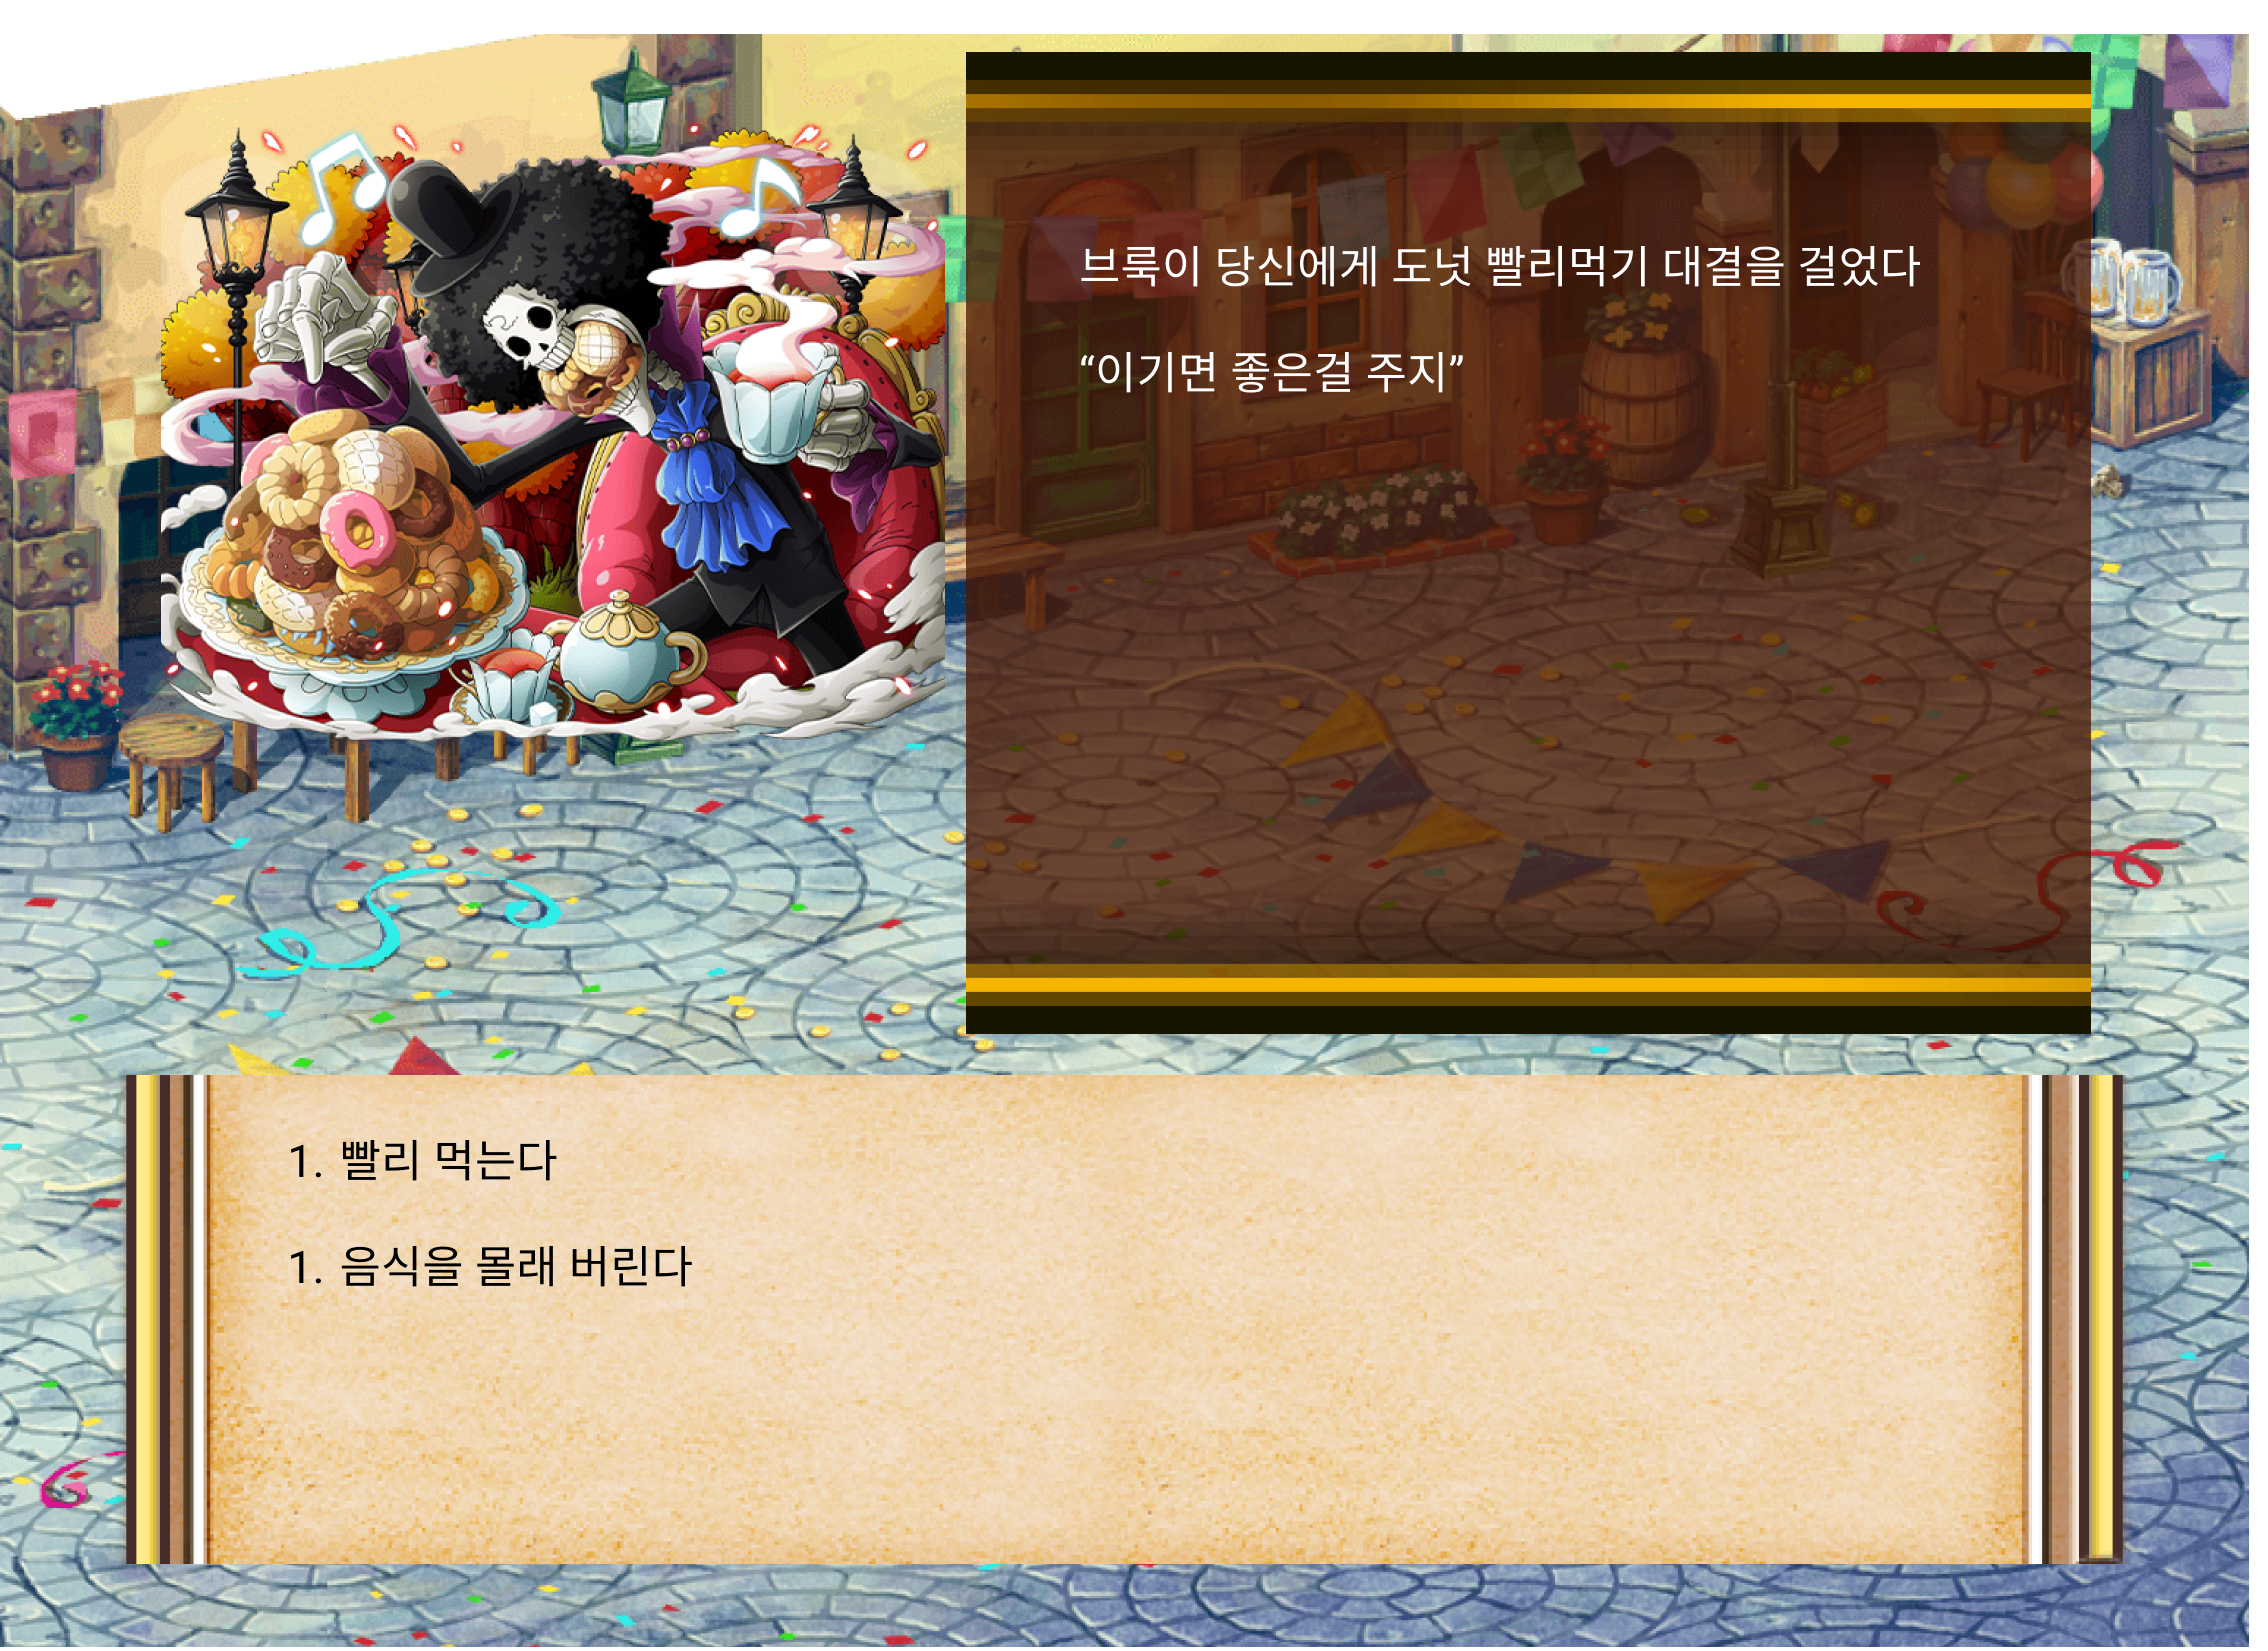 브룩이 당신에게 도넛 빨리먹기 대결을 걸었다
“이기면 좋은걸 주지”
1. 빨리 먹는다
1. 음식을 몰래 버린다